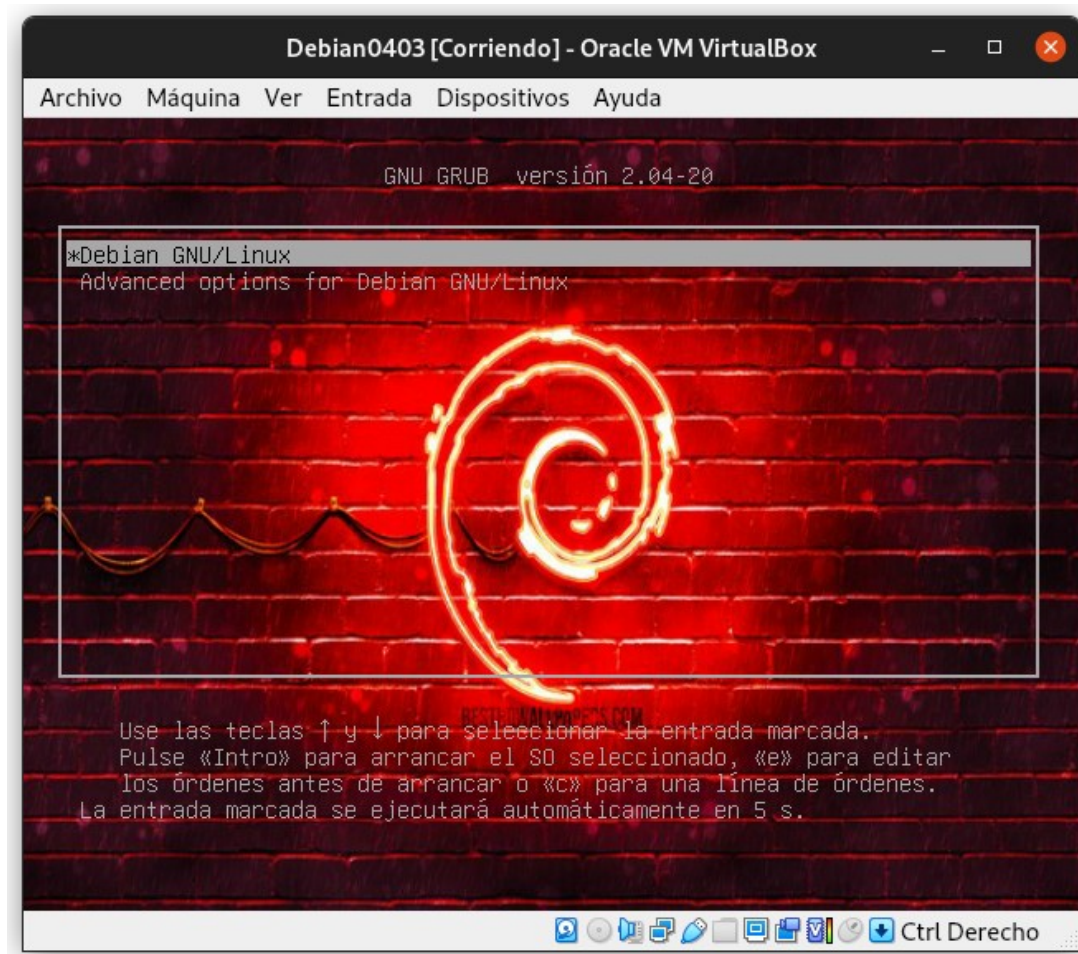 Debian0403 [Corriendo] - Oracle VM VirtualBox
Archivo Máquina Ver Entrada Dispositivos Ayuda
GNU GRUB versión 2.04-20
*Debian GNU/Linux
Advanced options for Debian GNU/Linux
Use las teclas ↑ y ↓ para seleccionar la entrada marcada.
Pulse «Intro» para arrancar el SO seleccionado, «e» para editar
los órdenes antes de arrancar o «c» para una línea de órdenes.
La entrada marcada se ejecutará automáticamente en 5 s.
Ctrl Derecho